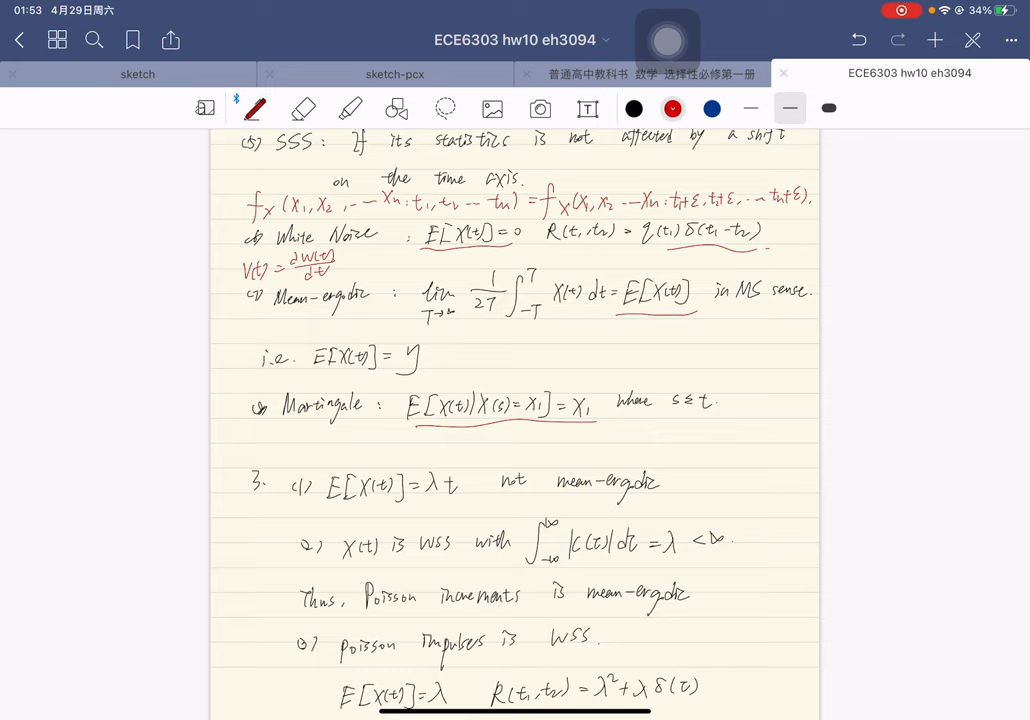 01:53 4月29日周六
34%
ECE6303 hw10 eh3094
sketch
sketch-pcx
普通高中教科书 数学 选择性必修第一册
ECE6303 hw10 eh3094
(5) SSS: If its statistic is not affected by a shift
on the time axis.
f_X (x₁, x₂, ... xₙ : t₁, t₂ ... tₙ) = f_X(x₁, x₂ ... xₙ : t₁+ε, t₂+ε, ... tₙ+ε).
White Noise : E[X(t)] = 0 R(t₁, t₂) = q(t₁) δ(t₁-t₂)
V(t) = dW(t)/dt
Mean-ergodic : lim T→∞ 1/2T ∫_{-T}^{T} X(t) dt = E[X(t)] in MS sense.
i.e. E[X(t)] = y
Martingale : E[X(t)|X(s) = X₁] = X₁ where s ≤ t.
3. (1) E[X(t)] = λt not mean-ergodic
(2) X(t) is WSS with ∫_{-∞}^{∞} |C(τ)| dτ = λ < ∞.
Thus, Poisson increments is mean-ergodic
(3) poisson impulses is WSS.
E[X(t)] = λ R(t₁, t₂) = λ² + λ δ(τ)